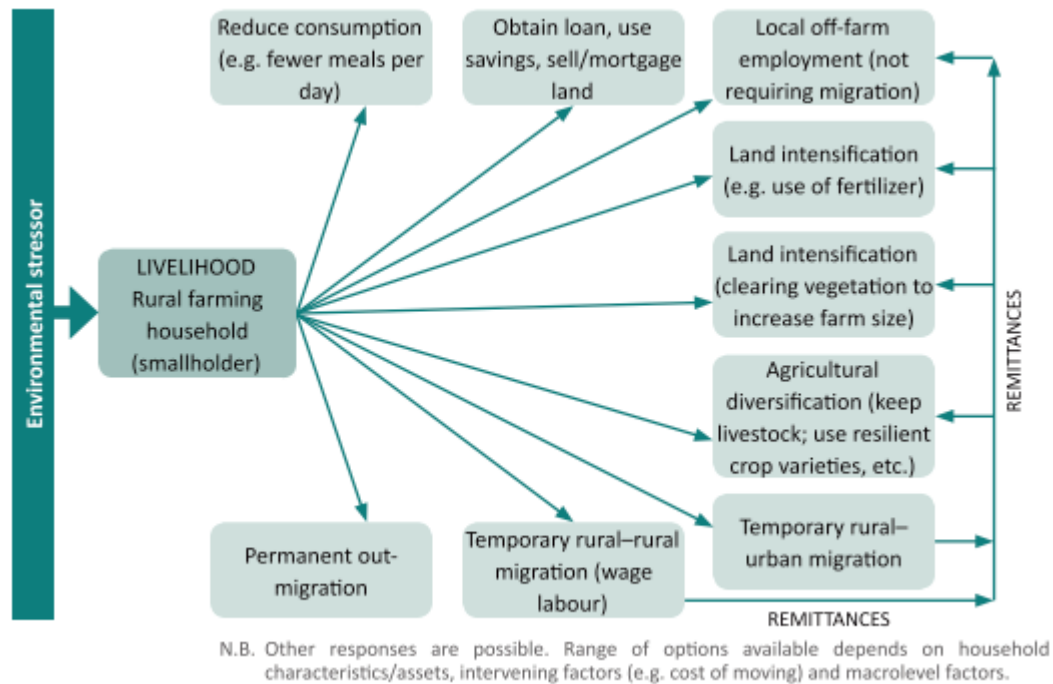 Environmental stressor
Reduce consumption
(e.g. fewer meals per
day)
Obtain loan, use
savings, sell/mortgage
land
Local off-farm
employment (not
requiring migration)
Land intensification
(e.g. use of fertilizer)
LIVELIHOOD
Rural farming
household
(smallholder)
Land intensification
(clearing vegetation to
increase farm size)
Agricultural
diversification (keep
livestock; use resilient
crop varieties, etc.)
REMITTANCES
Permanent out-
migration
Temporary rural–rural
migration (wage
labour)
Temporary rural–
urban migration
REMITTANCES
N.B. Other responses are possible. Range of options available depends on household
characteristics/assets, intervening factors (e.g. cost of moving) and macrolevel factors.